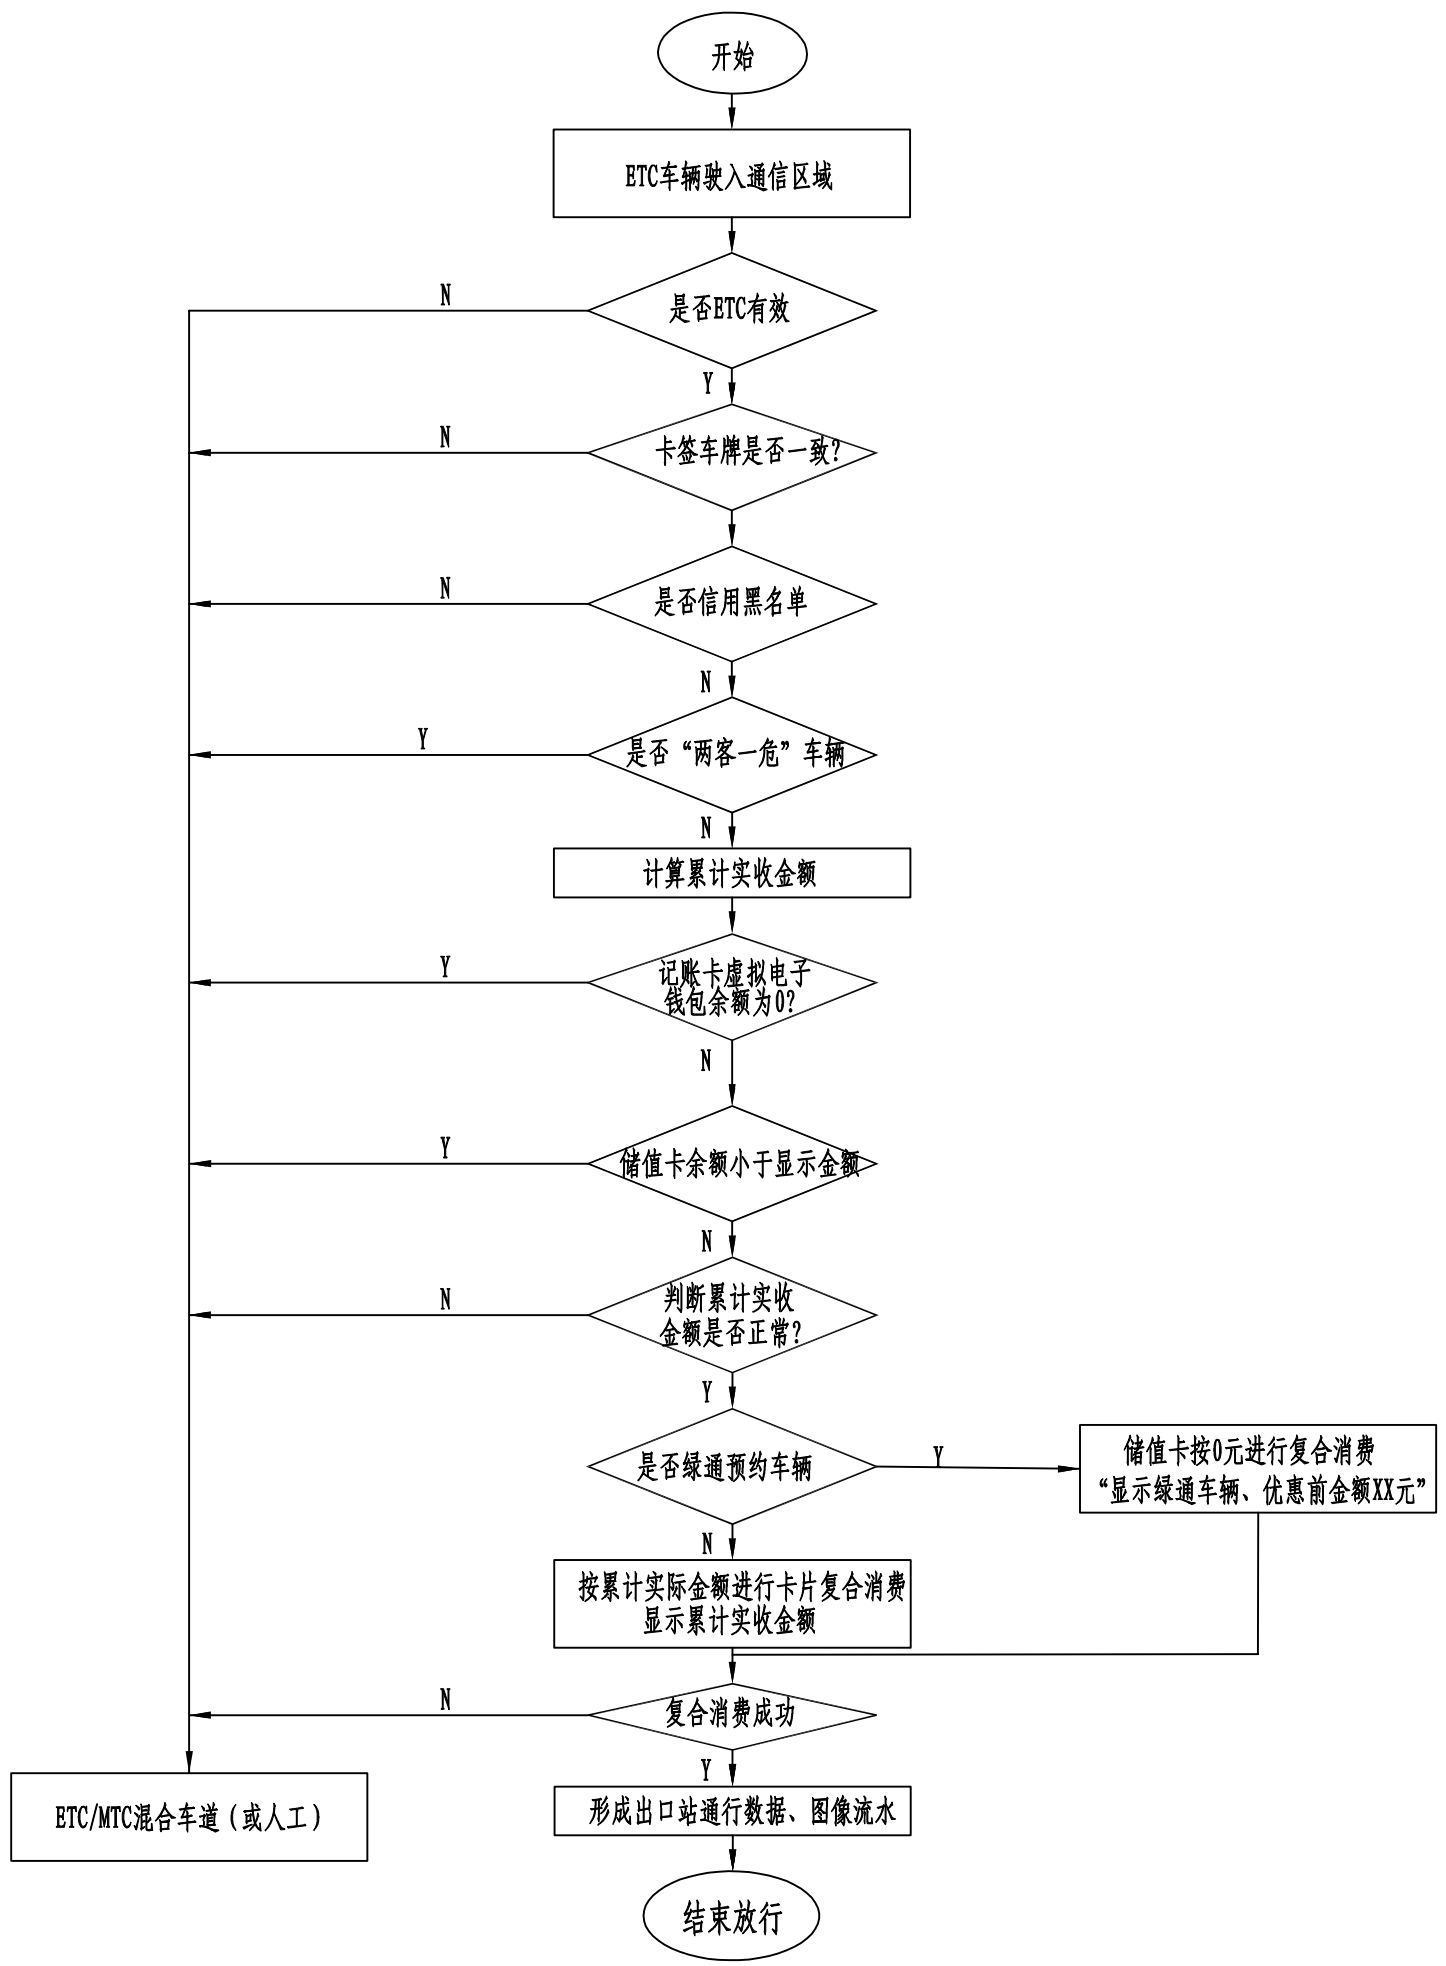 开始
ETC车辆驶入通信区域
N
是否ETC有效
Y
N
卡签车牌是否一致?
N
是否信用黑名单
N
Y
是否“两客一危”车辆
N
计算累计实收金额
Y
记账卡虚拟电子
钱包余额为0?
N
Y
储值卡余额小于显示金额
N
N
判断累计实收
金额是否正常?
Y
是否绿通预约车辆
Y
储值卡按0元进行复合消费
“显示绿通车辆、优惠前金额XX元”
N
按累计实际金额进行卡片复合消费
显示累计实收金额
N
复合消费成功
Y
ETC/MTC混合车道（或人工）
形成出口站通行数据、图像流水
结束放行